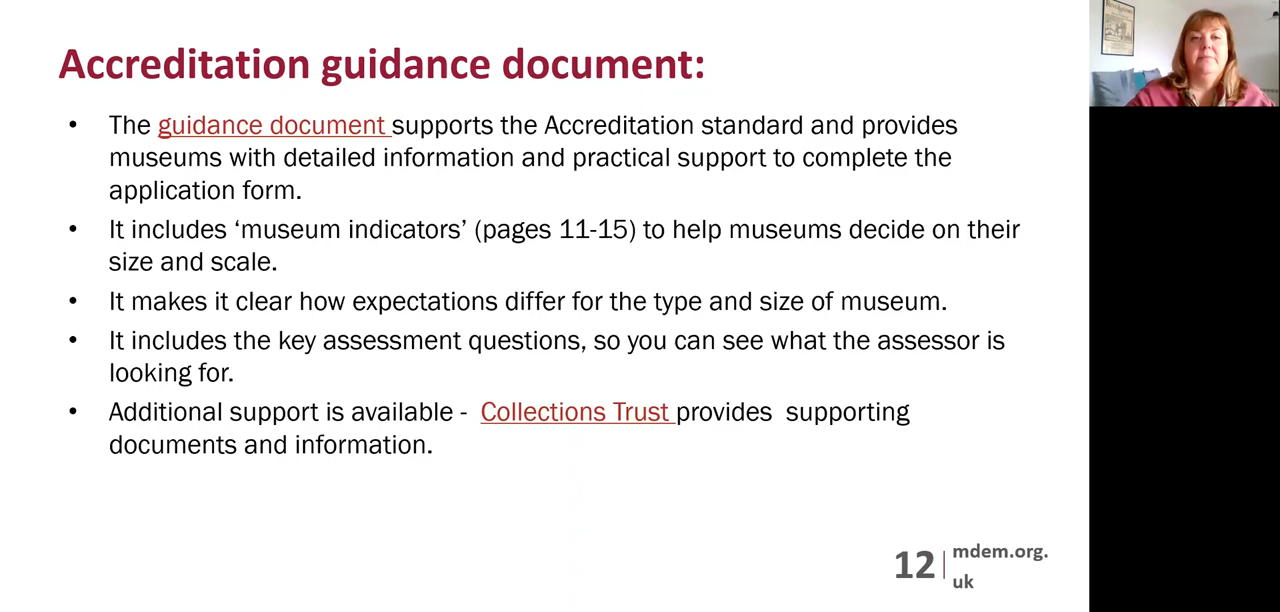 Accreditation guidance document:
• The guidance document supports the Accreditation standard and provides
museums with detailed information and practical support to complete the
application form.
• It includes ‘museum indicators’ (pages 11-15) to help museums decide on their
size and scale.
• It makes it clear how expectations differ for the type and size of museum.
• It includes the key assessment questions, so you can see what the assessor is
looking for.
• Additional support is available -  Collections Trust provides  supporting
documents and information.
12
mdem.org.
uk